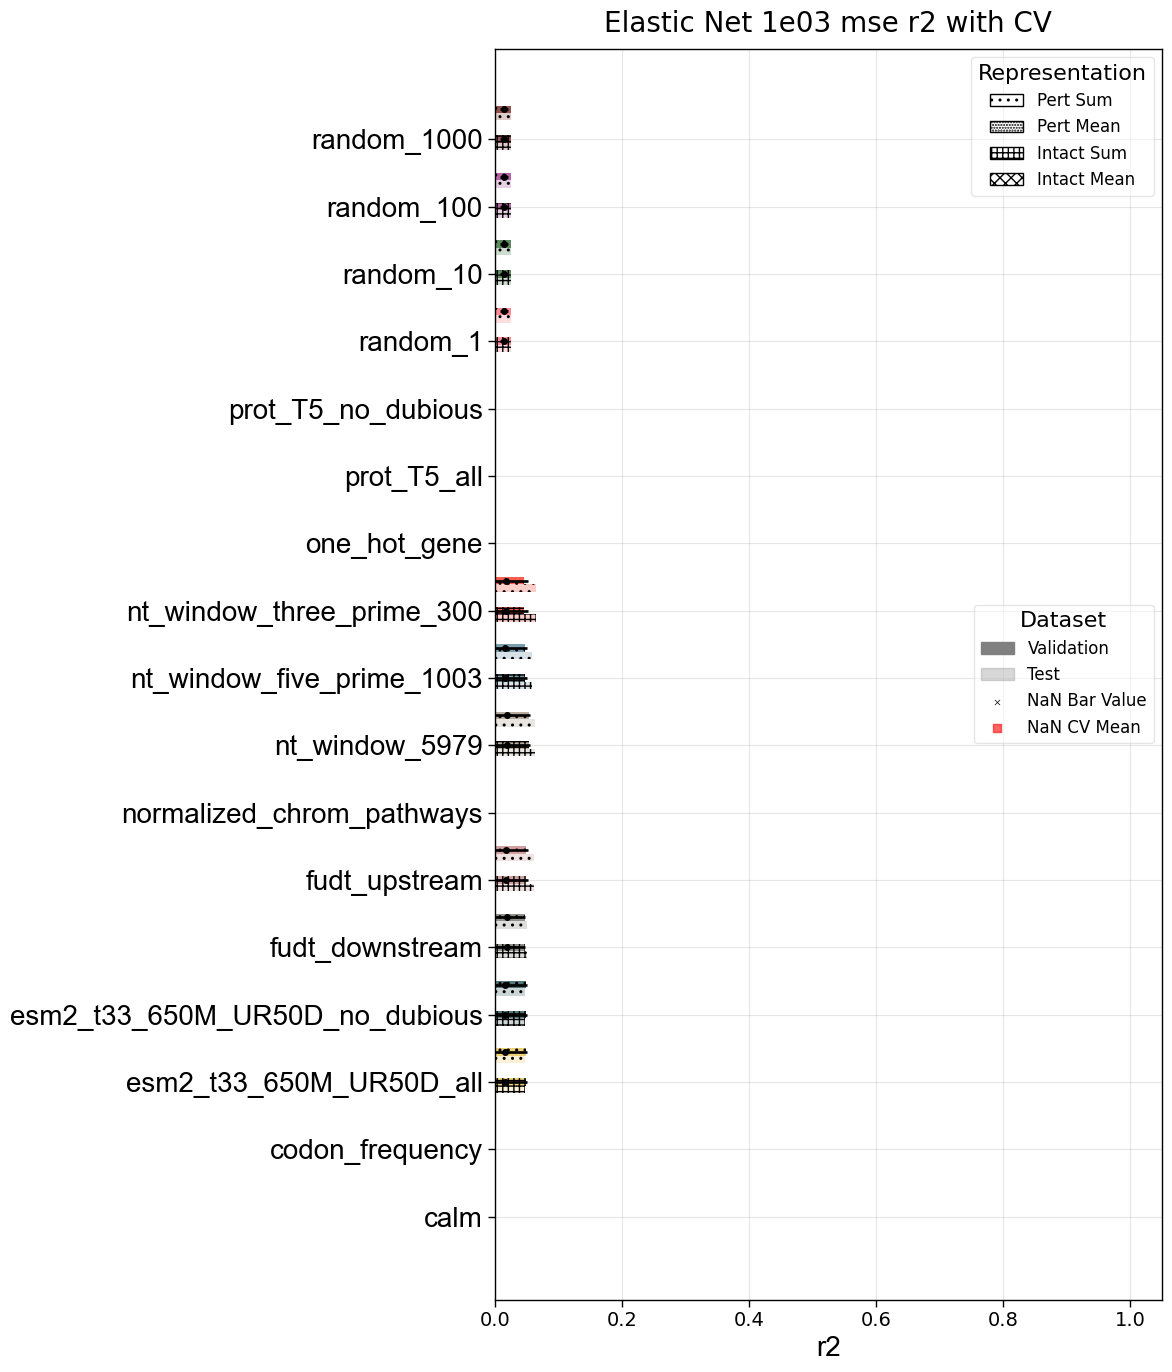 Elastic Net 1e03 mse r2 with CV
Representation
Pert Sum
Pert Mean
Intact Sum
Intact Mean
random_1000
random_100
random_10
random_1
prot_T5_no_dubious
prot_T5_all
one_hot_gene
nt_window_three_prime_300
nt_window_five_prime_1003
nt_window_5979
normalized_chrom_pathways
fudt_upstream
fudt_downstream
esm2_t33_650M_UR50D_no_dubious
esm2_t33_650M_UR50D_all
codon_frequency
calm
Dataset
Validation
Test
NaN Bar Value
NaN CV Mean
0.0 0.2 0.4 0.6 0.8 1.0
r2